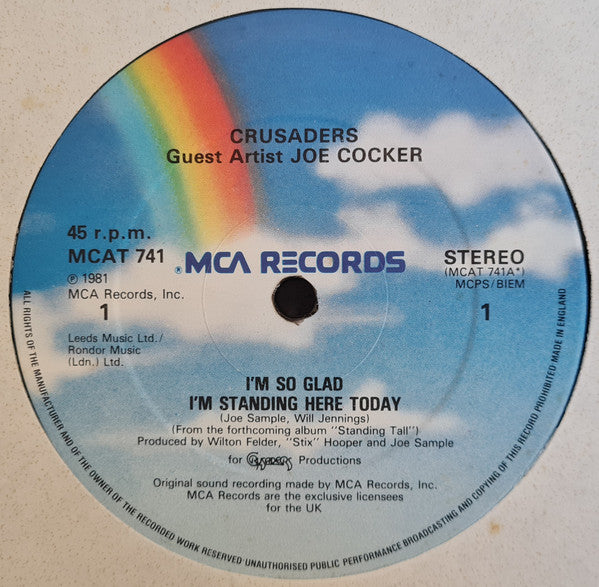 CRUSADERS
Guest Artist JOE COCKER
45 r.p.m.
MCAT 741
℗ 1981
MCA Records, Inc.
1
Leeds Music Ltd./
Rondor Music
(Ldn.) Ltd.
®MCA RECORDS
STEREO
(MCAT 741A*)
MCPS/BIEM
1
I'M SO GLAD
I'M STANDING HERE TODAY
(Joe Sample, Will Jennings)
(From the forthcoming album "Standing Tall")
Produced by Wilton Felder, "Stix" Hooper and Joe Sample
for Crusaders Productions
Original sound recording made by MCA Records, Inc.
MCA Records are the exclusive licensees
for the UK
ALL RIGHTS OF THE MANUFACTURER AND OF THE OWNER OF THE RECORDED WORK RESERVED UNAUTHORISED PUBLIC PERFORMANCE BROADCASTING AND COPYING OF THIS RECORD PROHIBITED MADE IN ENGLAND